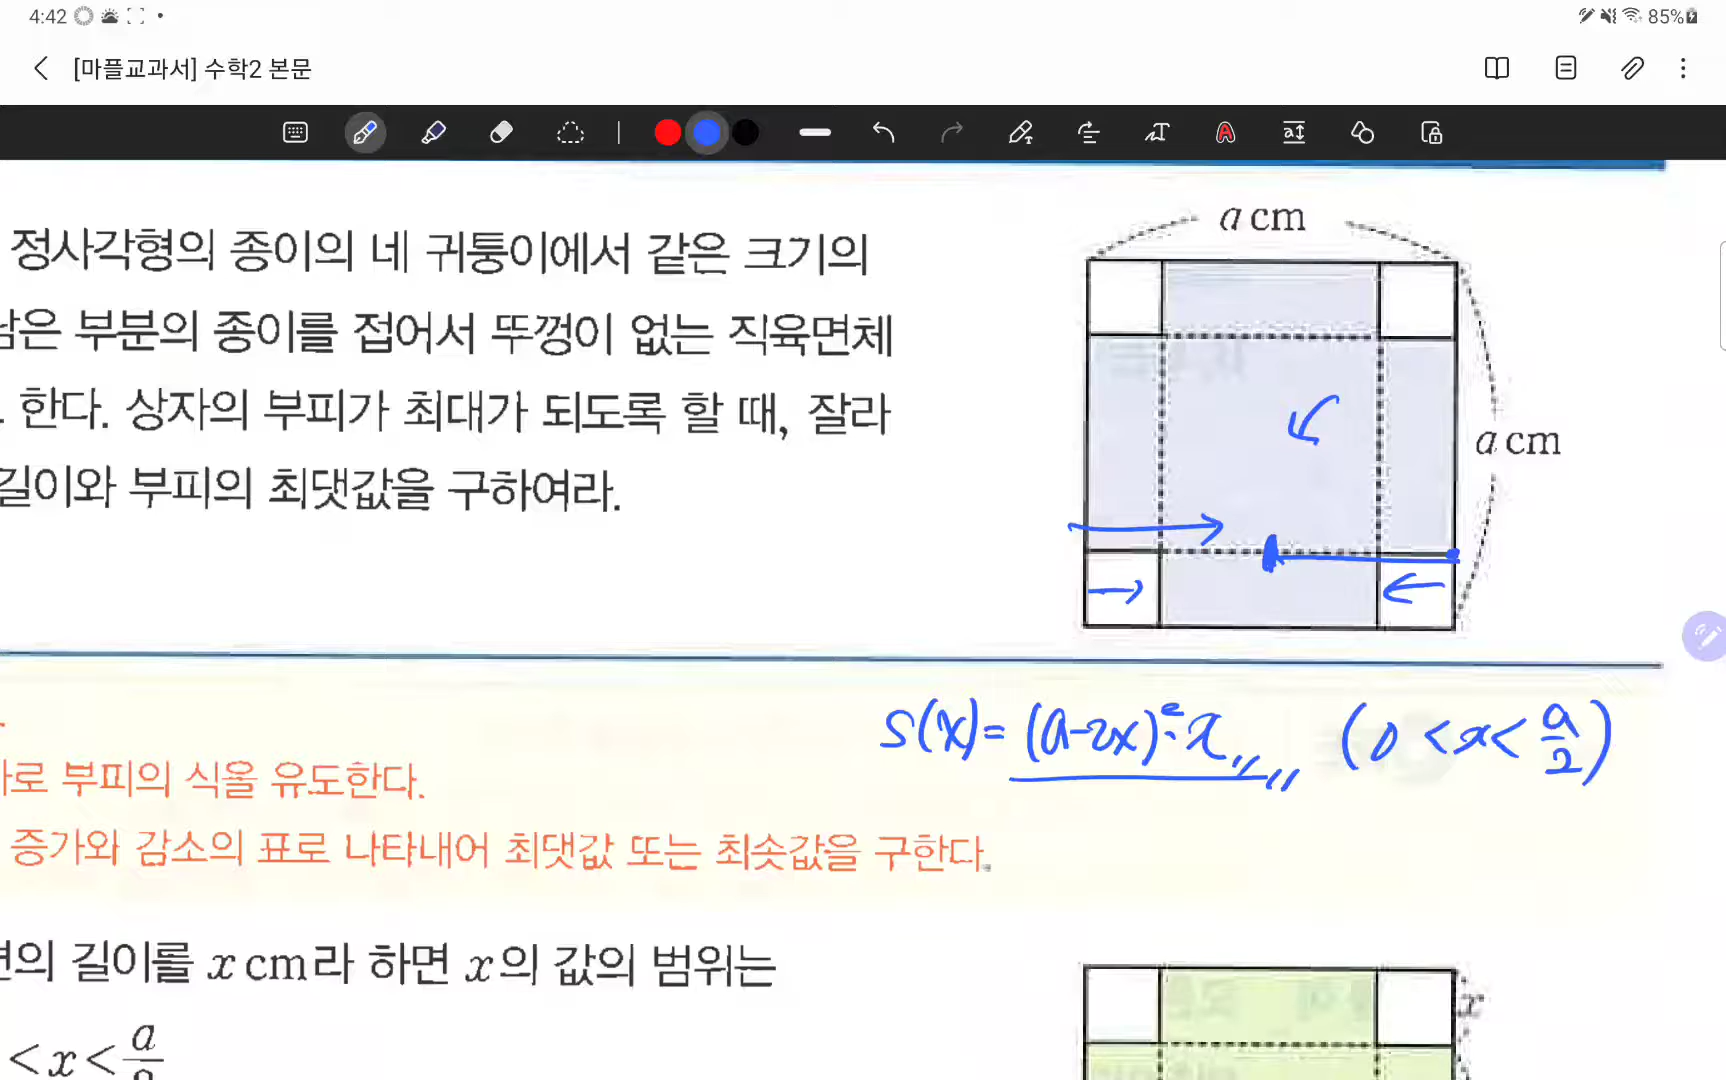 4:42
85%
[마플교과서] 수학2 본문
a cm
정사각형의 종이의 네 귀퉁이에서 같은 크기의
남은 부분의 종이를 접어서 뚜껑이 없는 직육면체
한다. 상자의 부피가 최대가 되도록 할 때, 잘라
a cm
길이와 부피의 최댓값을 구하여라.
S(x)= (a-2x)²·x (0<x<a/2)
로 부피의 식을 유도한다.
증가와 감소의 표로 나타내어 최댓값 또는 최솟값을 구한다.
변의 길이를 x cm라 하면 x의 값의 범위는
x
<x<a/2